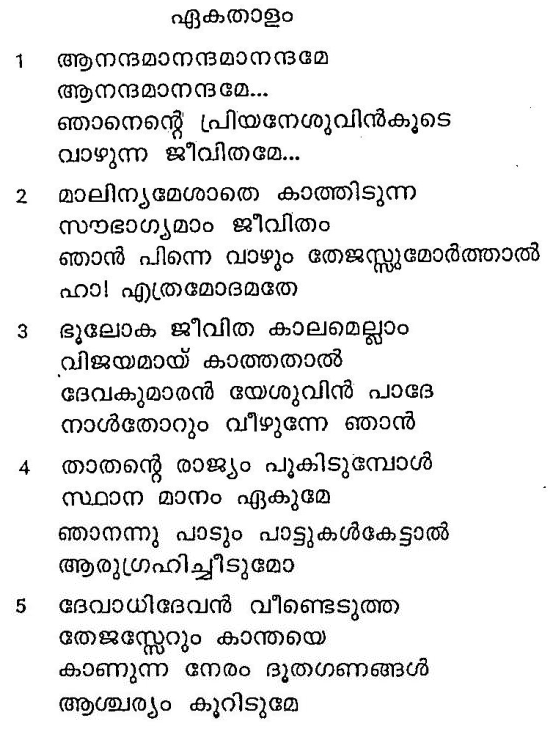 ഏകതാളം
1 ആനന്ദമാനന്ദമാനന്ദമേ
ആനന്ദമാനന്ദമേ...
ഞാനെന്റെ പ്രിയനേശുവിൻകൂടെ
വാഴുന്ന ജീവിതമേ...
2 മാലിന്യമേശാതെ കാത്തിടുന്ന
സൗഭാഗ്യമാം ജീവിതം
ഞാൻ പിന്നെ വാഴും തേജസ്സുമോർത്താൽ
ഹാ! എത്രമോദമതേ
3 ഭൂലോക ജീവിത കാലമെല്ലാം
വിജയമായ് കാത്തതാൽ
ദേവകുമാരൻ യേശുവിൻ പാദേ
നാൾതോറും വീഴുന്നേ ഞാൻ
4 താതന്റെ രാജ്യം പൂകിടുമ്പോൾ
സ്ഥാന മാനം ഏകുമേ
ഞാനന്നു പാടും പാട്ടുകൾകേട്ടാൽ
ആരുഗ്രഹിച്ചീടുമോ
5 ദേവാധിദേവൻ വീണ്ടെടുത്ത
തേജസ്സേറും കാന്തയെ
കാണുന്ന നേരം ദൂതഗണങ്ങൾ
ആശ്ചര്യം കൂറിടുമേ